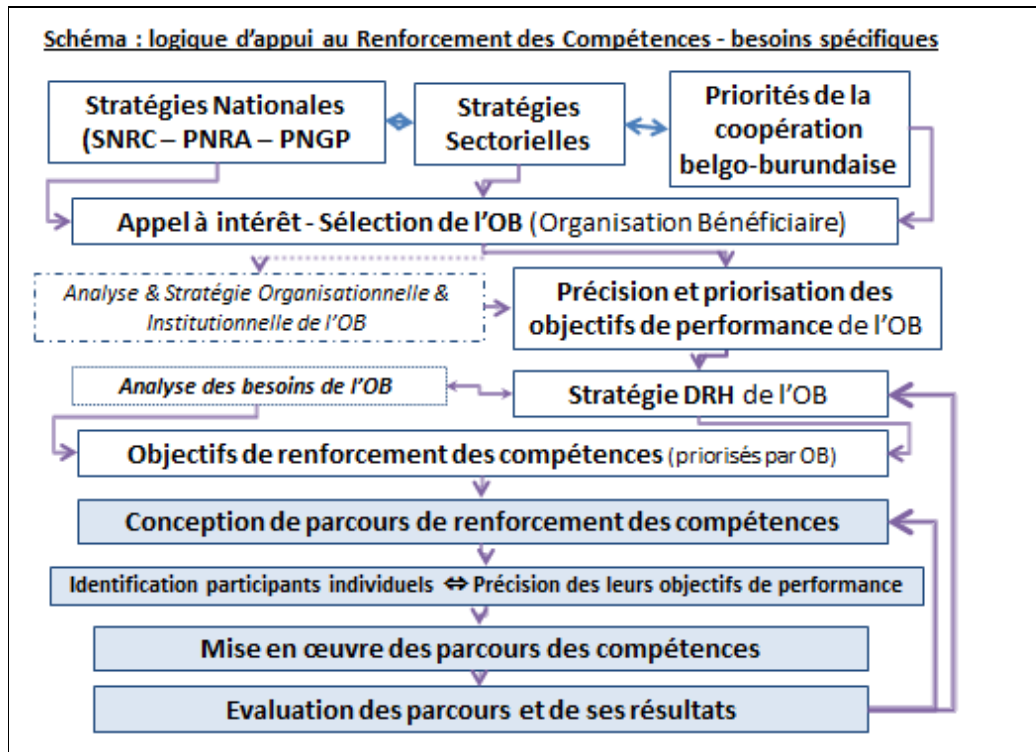 Schéma : logique d'appui au Renforcement des Compétences - besoins spécifiques
Stratégies Nationales
(SNRC – PNRA – PNGP
Stratégies
Sectorielles
Priorités de la
coopération
belgo-burundaise
Appel à intérêt - Sélection de l'OB (Organisation Bénéficiaire)
Analyse & Stratégie Organisationnelle &
Institutionnelle de l'OB
Précision et priorisation des
objectifs de performance de l'OB
Analyse des besoins de l'OB
Stratégie DRH de l'OB
Objectifs de renforcement des compétences (priorisés par OB)
Conception de parcours de renforcement des compétences
Identification participants individuels ⇔ Précision des leurs objectifs de performance
Mise en œuvre des parcours des compétences
Evaluation des parcours et de ses résultats